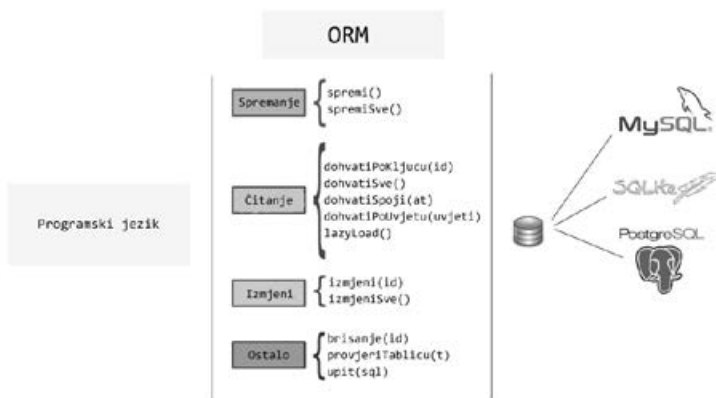 ORM
Programski jezik
Spremanje
spremi()
spremiSve()
Čitanje
dohvatiPoKljucu(id)
dohvatiSve()
dohvatiSpoji(at)
dohvatiPoUvjetu(uvjeti)
lazyLoad()
Izmjeni
izmjeni(id)
izmjeniSve()
Ostalo
brisanje(id)
provjeriTablicu(t)
upit(sql)
MySQL
SQLite
PostgreSQL